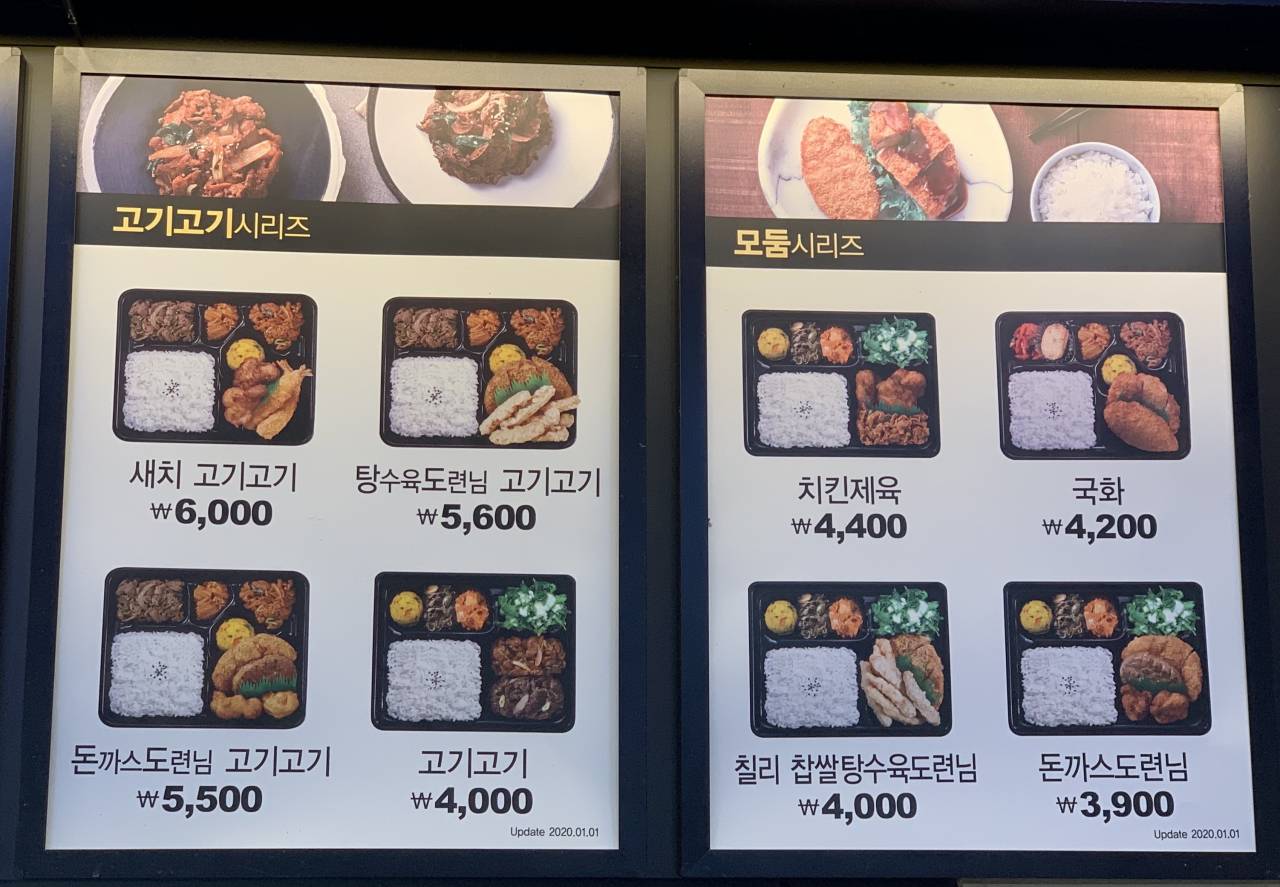 고기고기시리즈
새치 고기고기
₩6,000
탕수육도련님 고기고기
₩5,600
돈까스도련님 고기고기
₩5,500
고기고기
₩4,000
Update 2020.01.01
모둠시리즈
치킨제육
₩4,400
국화
₩4,200
칠리 찹쌀탕수육도련님
₩4,000
돈까스도련님
₩3,900
Update 2020.01.01